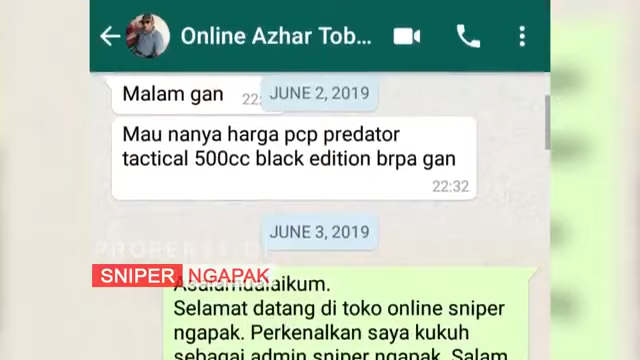 Online Azhar Tob...
Malam gan
JUNE 2, 2019
Mau nanya harga pcp predator
tactical 500cc black edition brpa gan
22:32
JUNE 3, 2019
SNIPER NGAPAK
Asalamualaikum.
Selamat datang di toko online sniper
ngapak. Perkenalkan saya kukuh
sebagai admin sniper ngapak. Salam